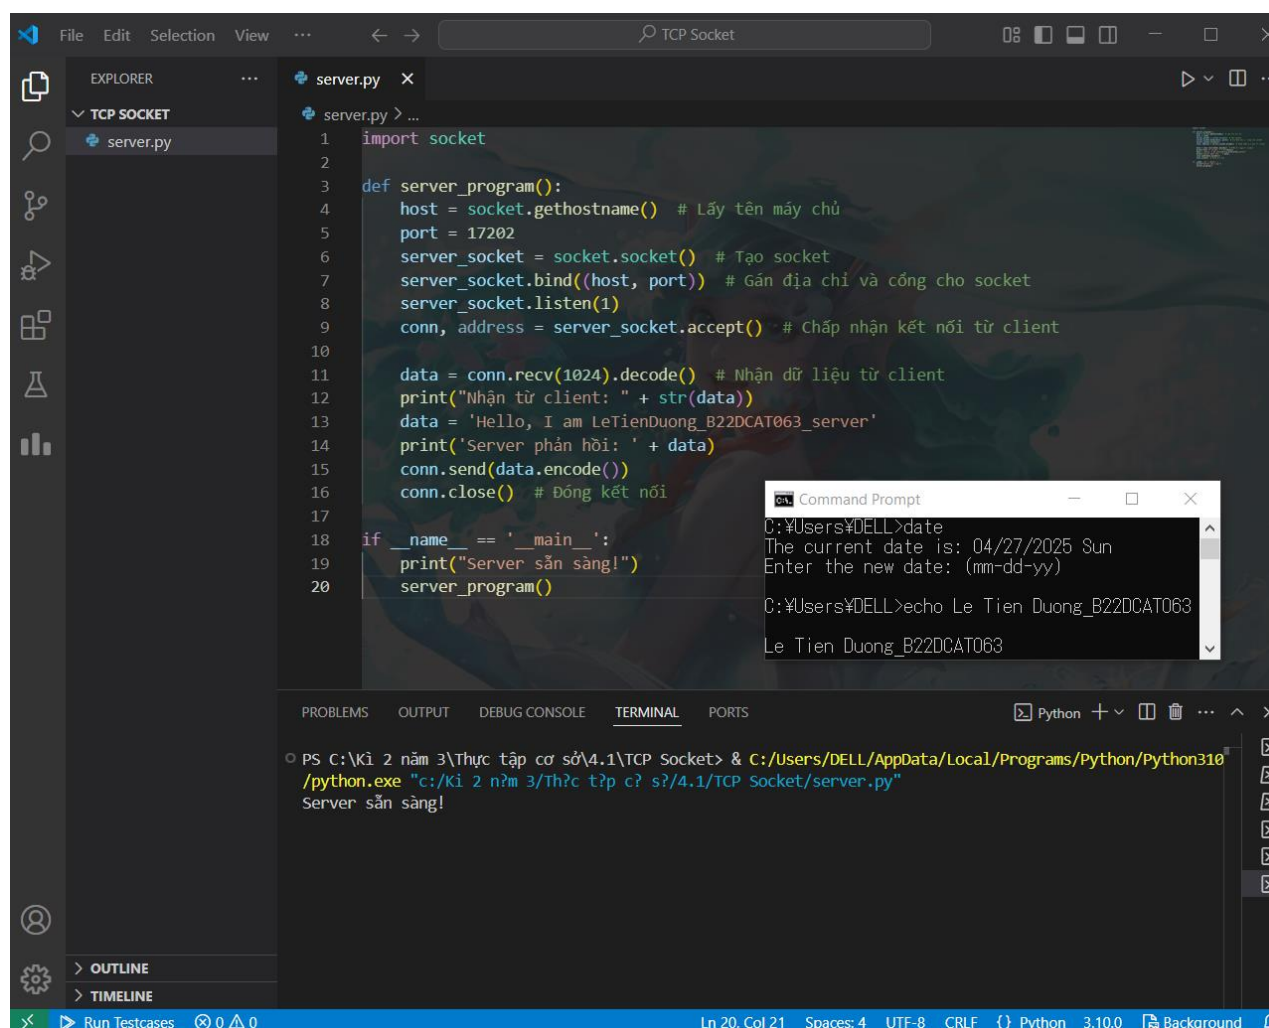 File Edit Selection View ··· TCP Socket
EXPLORER ···
TCP SOCKET
server.py
server.py
server.py > ...
1 import socket
2
3 def server_program():
4     host = socket.gethostname()  # Lấy tên máy chủ
5     port = 17202
6     server_socket = socket.socket()  # Tạo socket
7     server_socket.bind((host, port))  # Gán địa chỉ và cổng cho socket
8     server_socket.listen(1)
9     conn, address = server_socket.accept()  # Chấp nhận kết nối từ client
10
11     data = conn.recv(1024).decode()  # Nhận dữ liệu từ client
12     print("Nhận từ client: " + str(data))
13     data = 'Hello, I am LeTienDuong_B22DCAT063_server'
14     print('Server phản hồi: ' + data)
15     conn.send(data.encode())
16     conn.close()  # Đóng kết nối
17
18 if __name__ == '__main__':
19     print("Server sẵn sàng!")
20     server_program()
Command Prompt
C:¥Users¥DELL>date
The current date is: 04/27/2025 Sun
Enter the new date: (mm-dd-yy)
C:¥Users¥DELL>echo Le Tien Duong_B22DCAT063
Le Tien Duong_B22DCAT063
PROBLEMS OUTPUT DEBUG CONSOLE TERMINAL PORTS
Python
PS C:\Kì 2 năm 3\Thực tập cơ sở\4.1\TCP Socket> & C:/Users/DELL/AppData/Local/Programs/Python/Python310
/python.exe "c:/Kì 2 n?m 3/Th?c t?p c? s?/4.1/TCP Socket/server.py"
Server sẵn sàng!
OUTLINE
TIMELINE
Run Testcases 0 0 Ln 20, Col 21 Spaces: 4 UTF-8 CRLF {} Python 3.10.0 Background